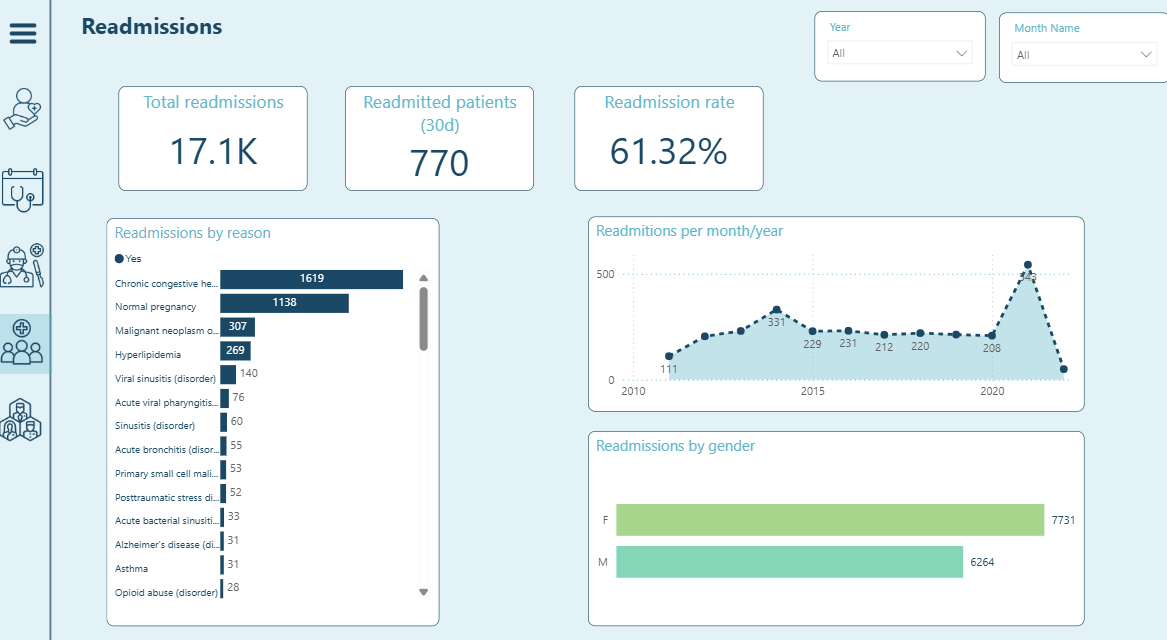 Readmissions
Year
All
Month Name
All
Total readmissions
17.1K
Readmitted patients
(30d)
770
Readmission rate
61.32%
Readmissions by reason
Yes
Chronic congestive he...
1619
Normal pregnancy
1138
Malignant neoplasm o...
307
Hyperlipidemia
269
Viral sinusitis (disorder)
140
Acute viral pharyngitis...
76
Sinusitis (disorder)
60
Acute bronchitis (disor...
55
Primary small cell mali...
53
Posttraumatic stress di...
52
Acute bacterial sinusiti...
33
Alzheimer's disease (di...
31
Asthma
31
Opioid abuse (disorder)
28
Readmitions per month/year
500
0
111
331
229
231
212
220
208
543
2010
2015
2020
Readmissions by gender
F
7731
M
6264